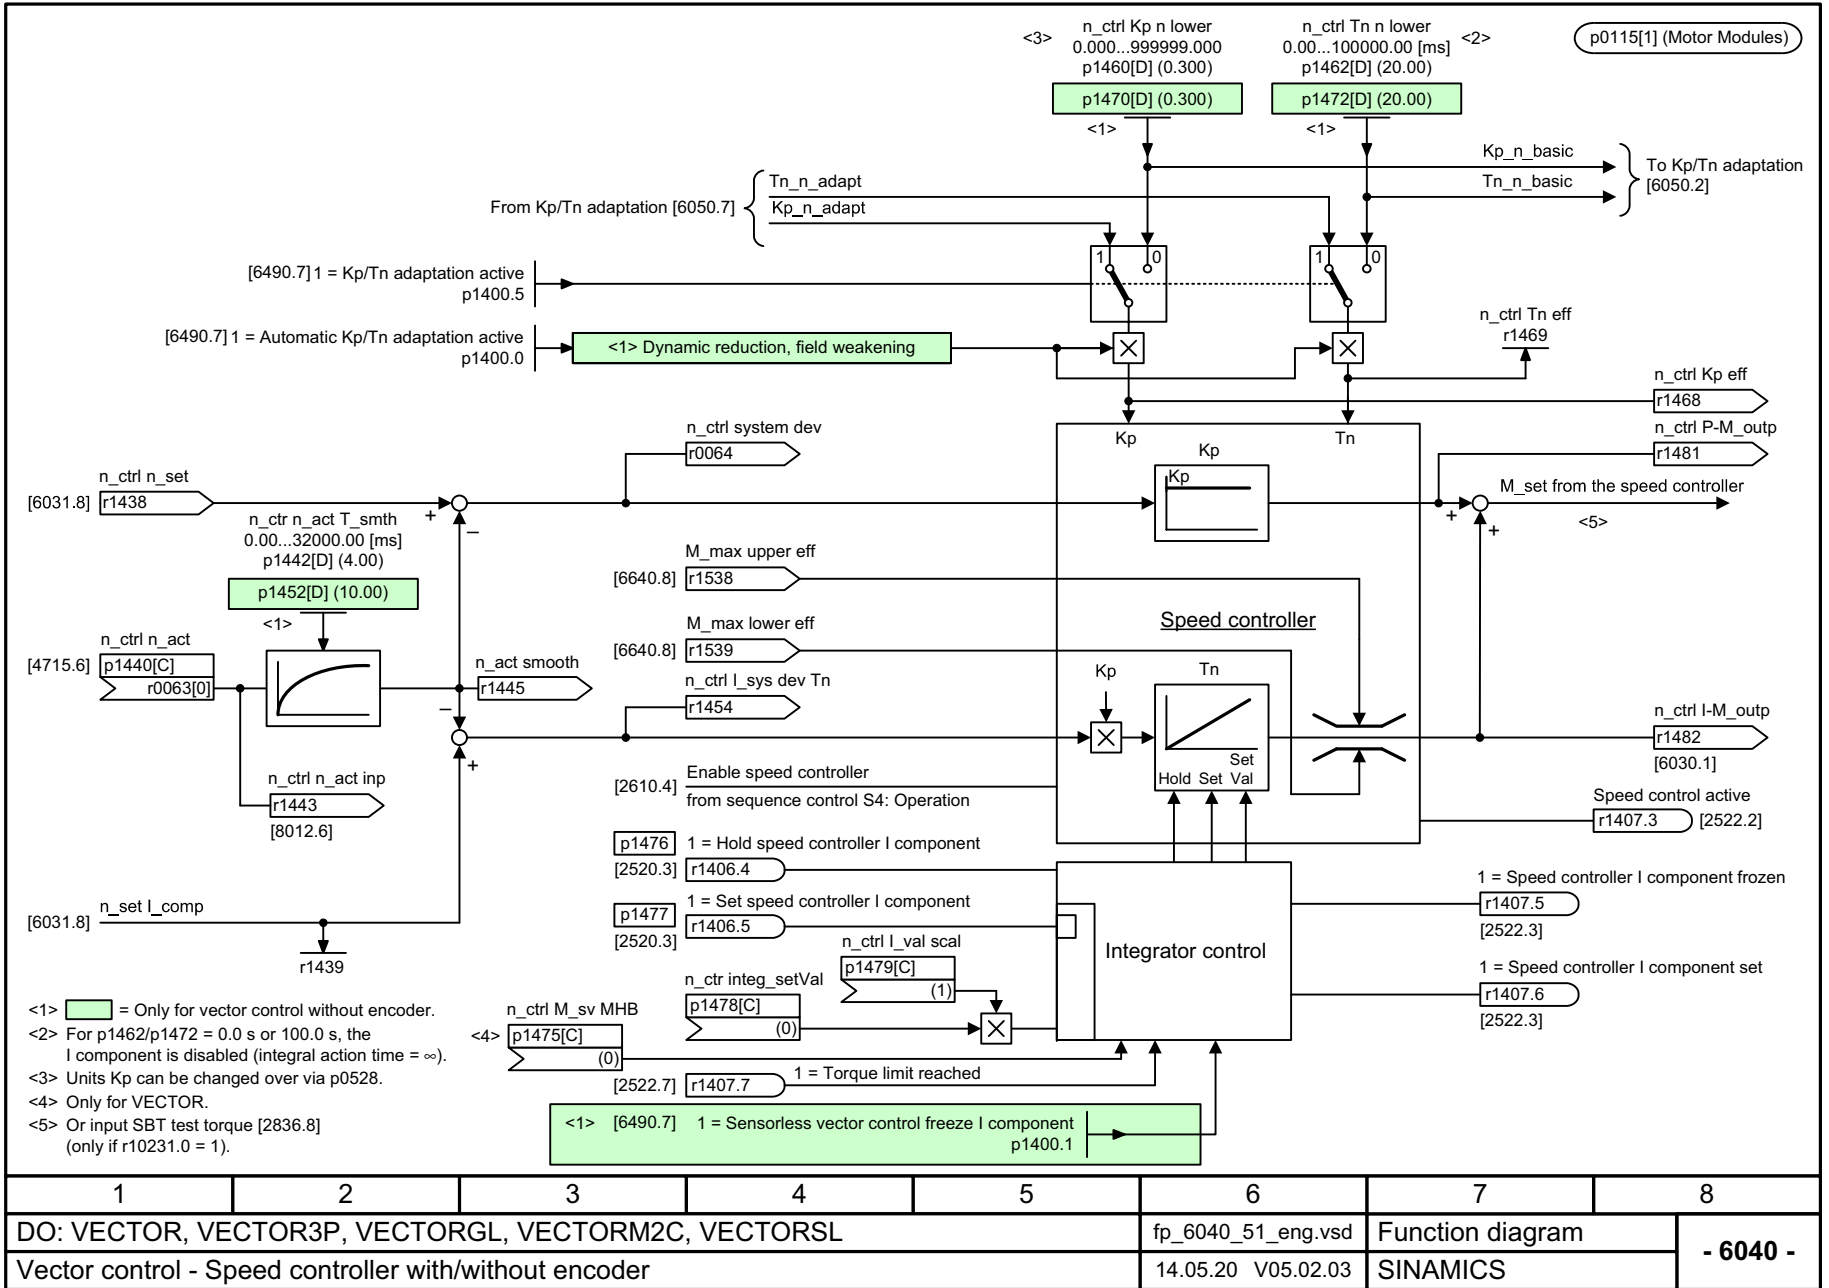 n_ctrl Kp n lower
<3> 0.000...999999.000
p1460[D] (0.300)
p1470[D] (0.300)
<1>
n_ctrl Tn n lower
0.00...100000.00 [ms] <2>
p1462[D] (20.00)
p1472[D] (20.00)
<1>
p0115[1] (Motor Modules)
Kp_n_basic
Tn_n_basic
To Kp/Tn adaptation
[6050.2]
From Kp/Tn adaptation [6050.7]
Tn_n_adapt
Kp_n_adapt
1 0
1 0
[6490.7] 1 = Kp/Tn adaptation active
p1400.5
[6490.7] 1 = Automatic Kp/Tn adaptation active
p1400.0
<1> Dynamic reduction, field weakening
n_ctrl Tn eff
r1469
n_ctrl Kp eff
r1468
n_ctrl P-M_outp
r1481
n_ctrl system dev
r0064
Kp
Tn
Kp
Kp
n_ctrl n_set
[6031.8] r1438
+
–
M_set from the speed controller
<5>
+
+
n_ctr n_act T_smth
0.00...32000.00 [ms]
p1442[D] (4.00)
p1452[D] (10.00)
<1>
M_max upper eff
[6640.8] r1538
M_max lower eff
[6640.8] r1539
Speed controller
n_ctrl n_act
[4715.6] p1440[C]
r0063[0]
n_act smooth
r1445
–
+
n_ctrl I_sys dev Tn
r1454
Kp
Tn
Set
Hold Set Val
n_ctrl I-M_outp
r1482
[6030.1]
n_ctrl n_act inp
r1443
[8012.6]
[2610.4] Enable speed controller
from sequence control S4: Operation
Speed control active
r1407.3 [2522.2]
p1476 1 = Hold speed controller I component
[2520.3] r1406.4
p1477 1 = Set speed controller I component
[2520.3] r1406.5
Integrator control
1 = Speed controller I component frozen
r1407.5
[2522.3]
1 = Speed controller I component set
r1407.6
[2522.3]
[6031.8] n_set I_comp
r1439
n_ctrl I_val scal
p1479[C]
(1)
n_ctr integ_setVal
p1478[C]
(0)
n_ctrl M_sv MHB
<4> p1475[C]
(0)
[2522.7] r1407.7 1 = Torque limit reached
<1> [6490.7] 1 = Sensorless vector control freeze I component
p1400.1
<1> = Only for vector control without encoder.
<2> For p1462/p1472 = 0.0 s or 100.0 s, the
I component is disabled (integral action time = ∞).
<3> Units Kp can be changed over via p0528.
<4> Only for VECTOR.
<5> Or input SBT test torque [2836.8]
(only if r10231.0 = 1).
1 2 3 4 5 6 7 8
DO: VECTOR, VECTOR3P, VECTORGL, VECTORM2C, VECTORSL
fp_6040_51_eng.vsd
Function diagram
- 6040 -
Vector control - Speed controller with/without encoder
14.05.20 V05.02.03
SINAMICS